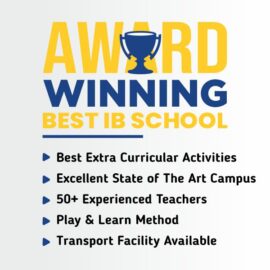 AWARD
WINNING
BEST IB SCHOOL
Best Extra Curricular Activities
Excellent State of The Art Campus
50+ Experienced Teachers
Play & Learn Method
Transport Facility Available